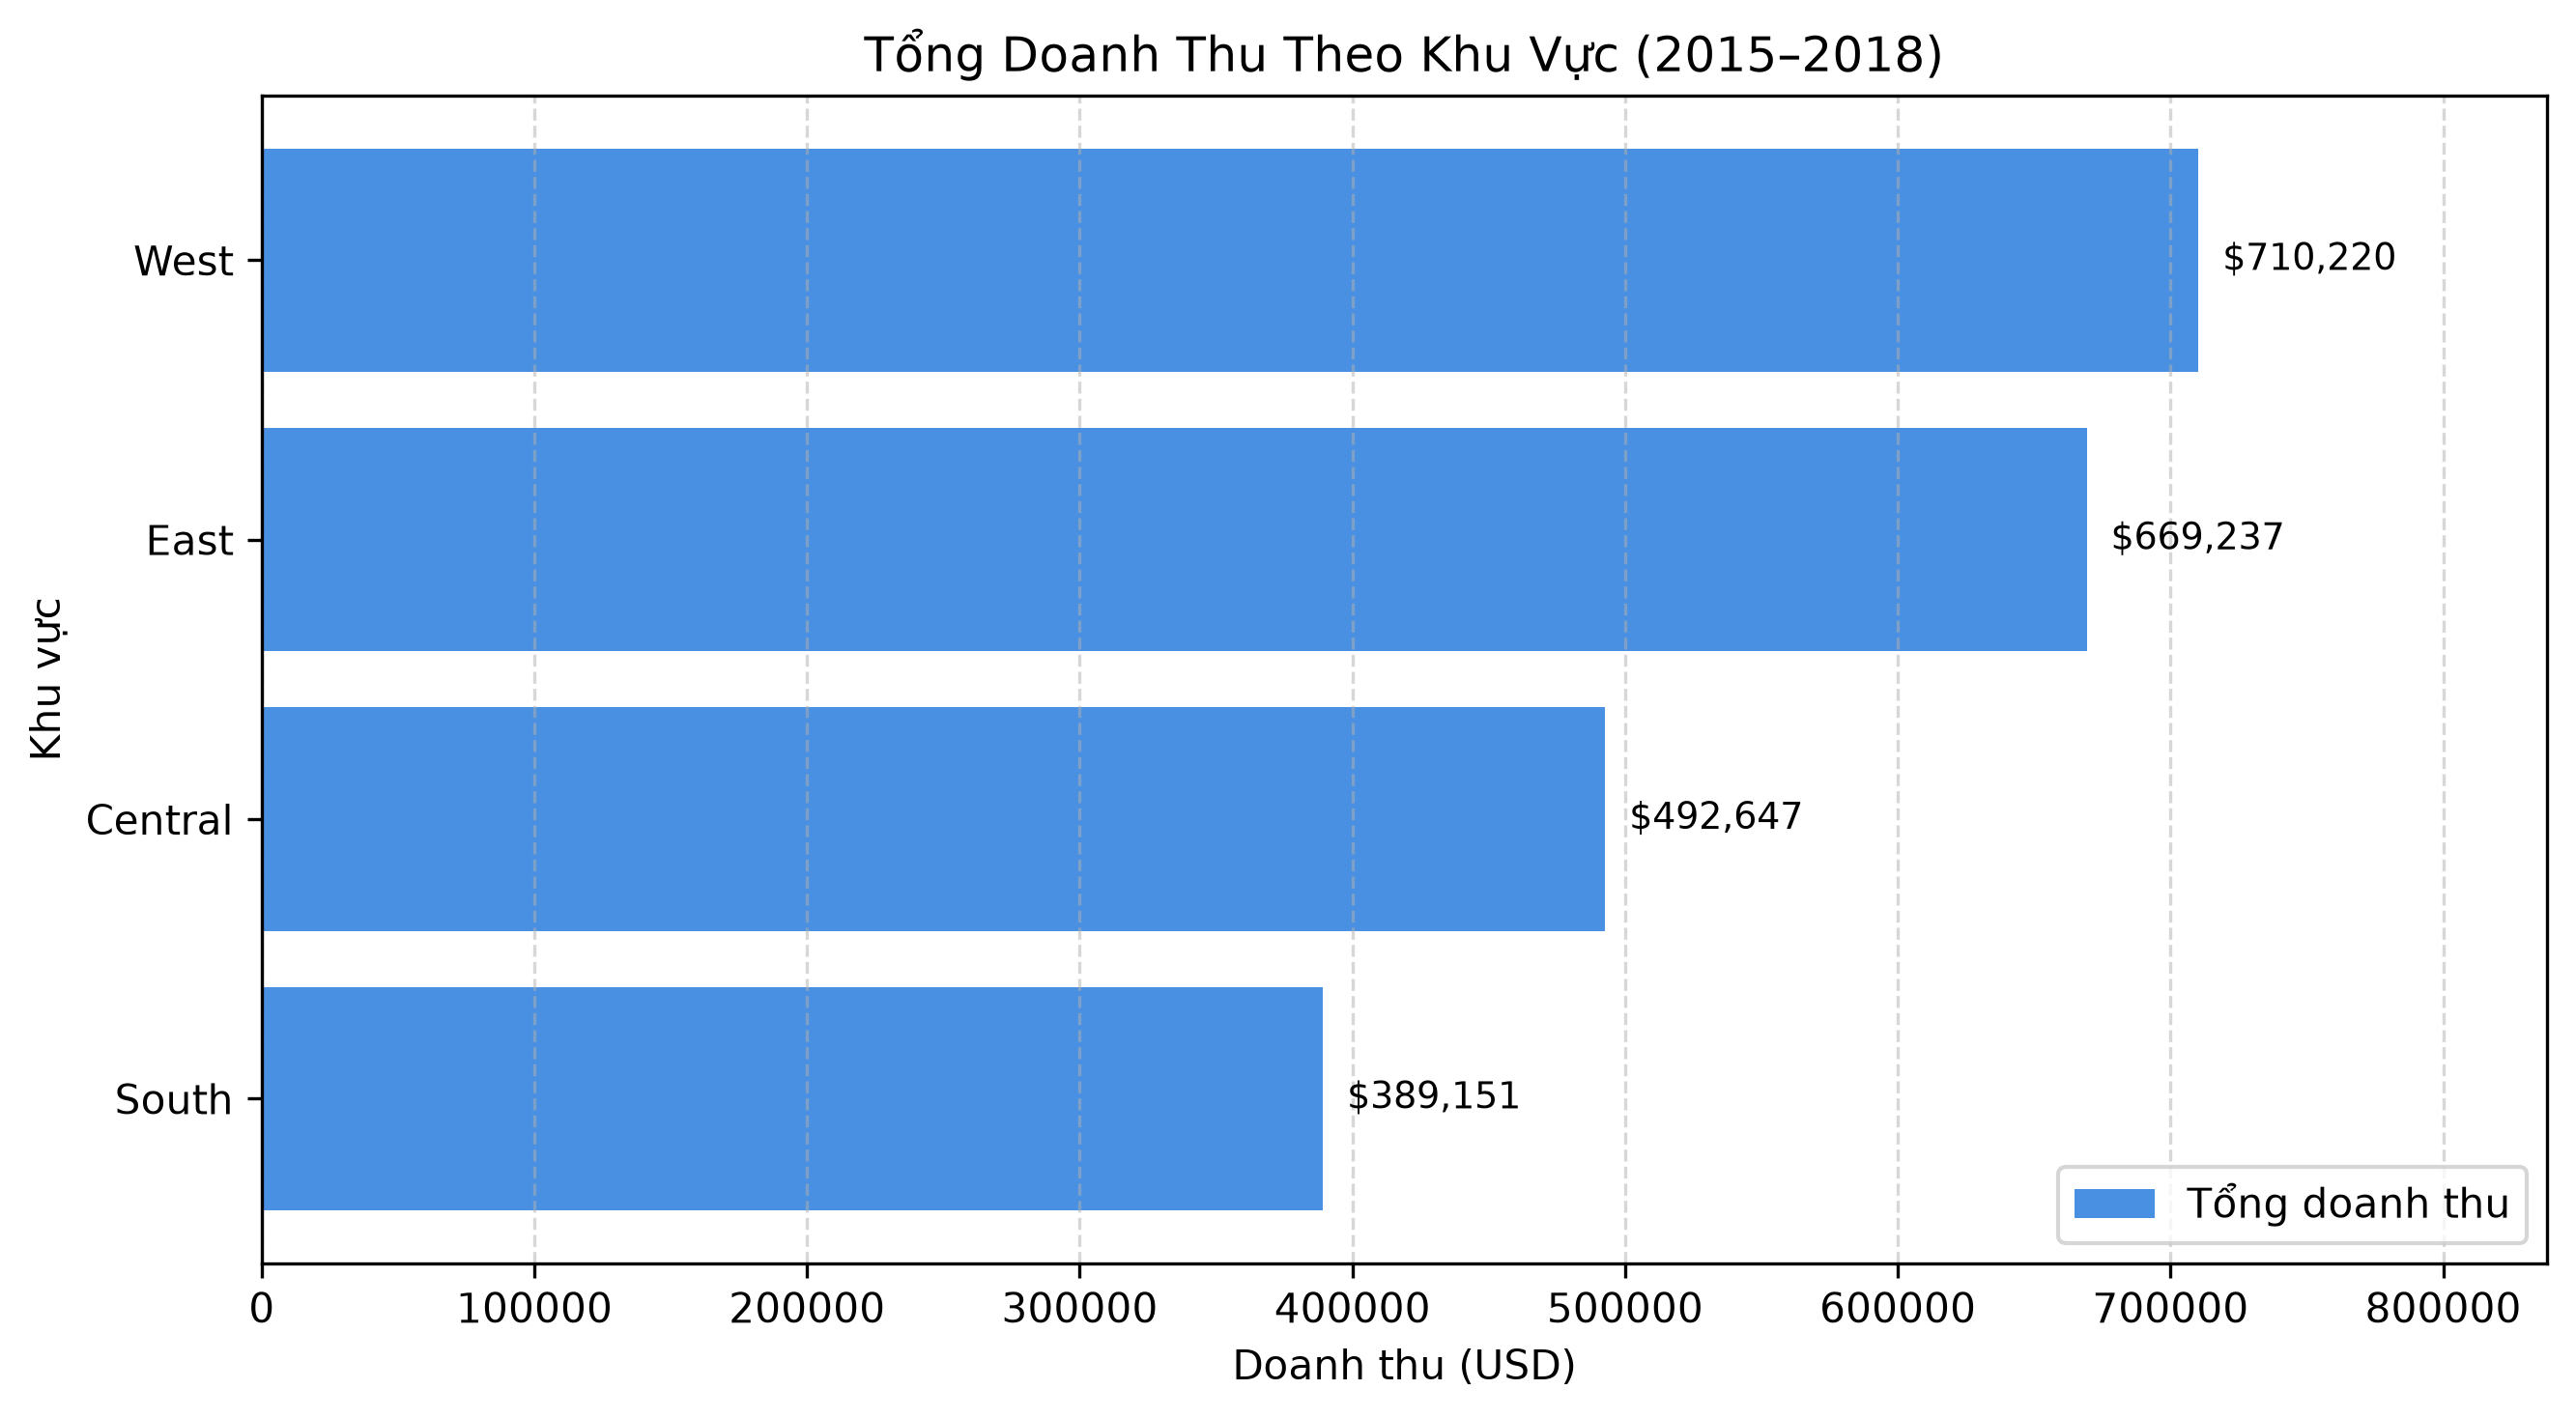 Tổng Doanh Thu Theo Khu Vực (2015–2018)
Khu vực
West
$710,220
East
$669,237
Central
$492,647
South
$389,151
Tổng doanh thu
0 100000 200000 300000 400000 500000 600000 700000 800000
Doanh thu (USD)